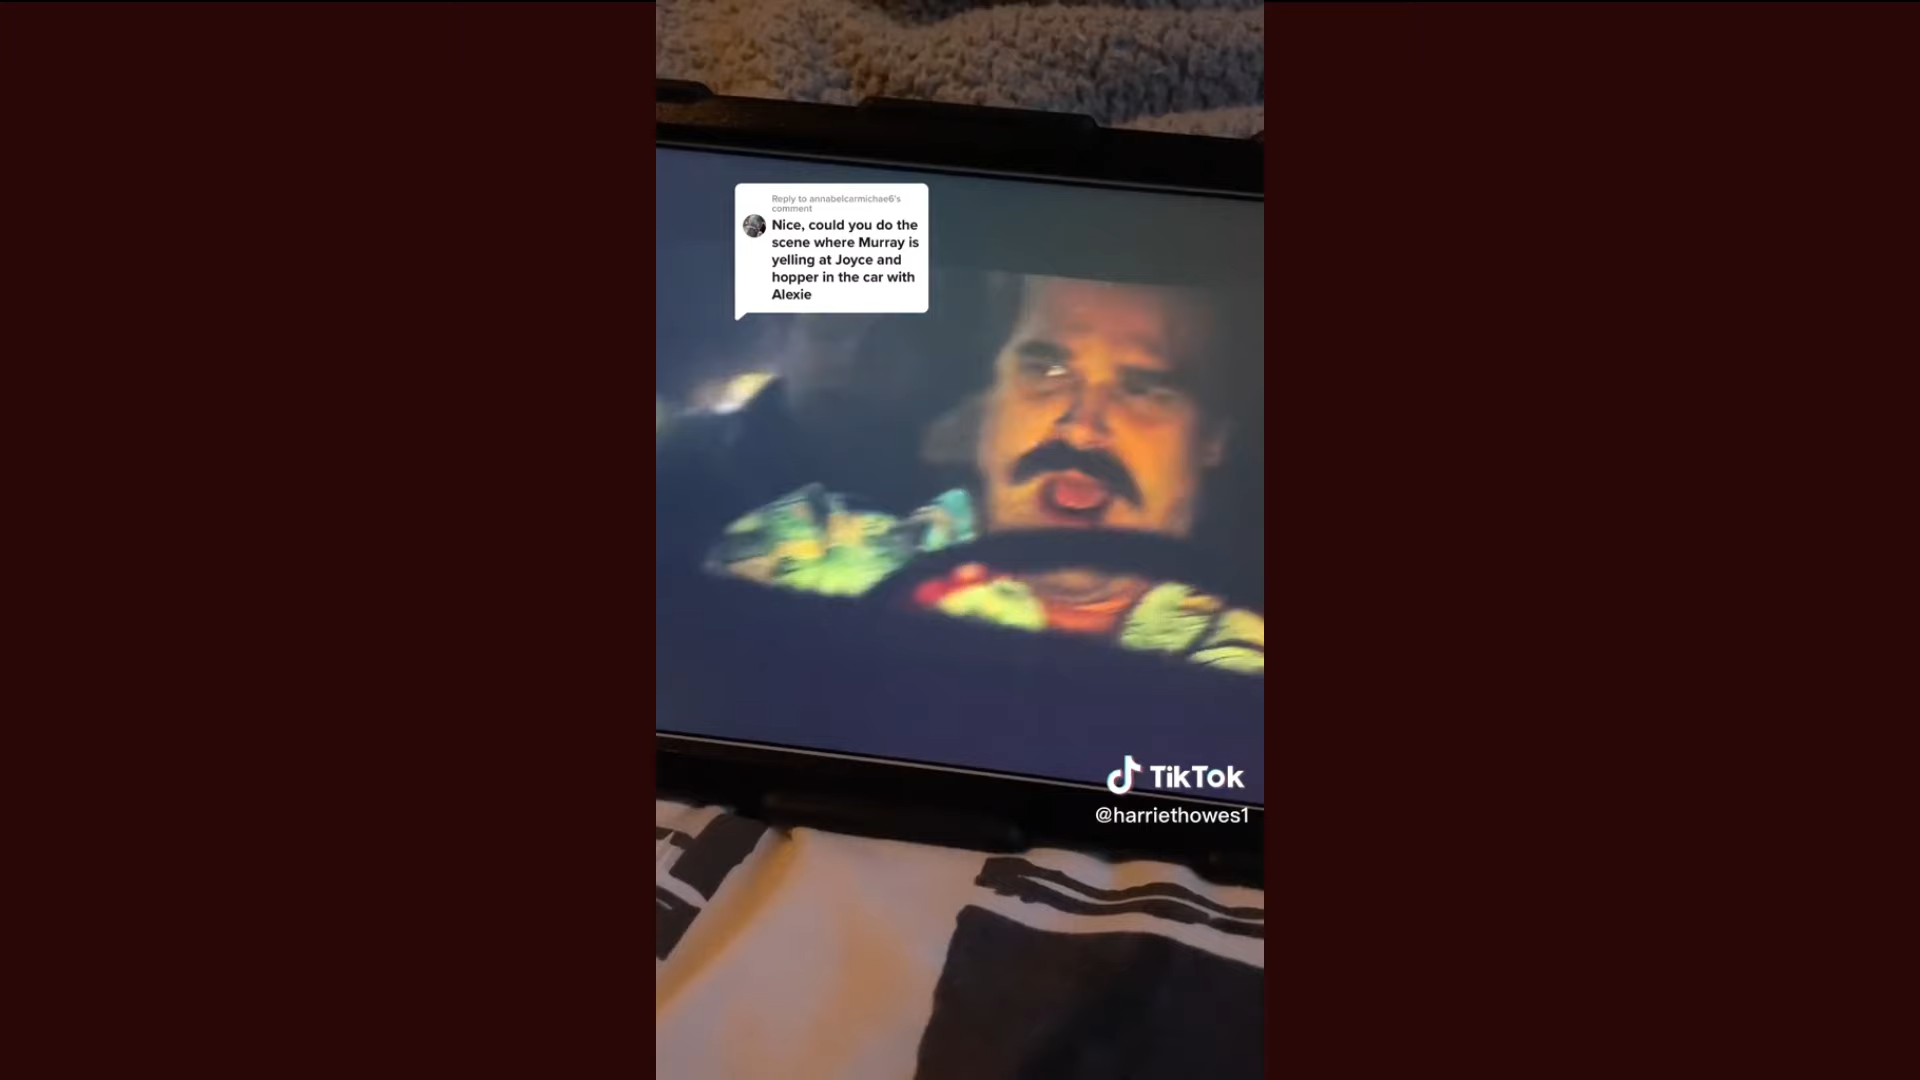 Reply to annabelcarmichae6's
comment
Nice, could you do the
scene where Murray is
yelling at Joyce and
hopper in the car with
Alexie
TikTok
@harriethowes1